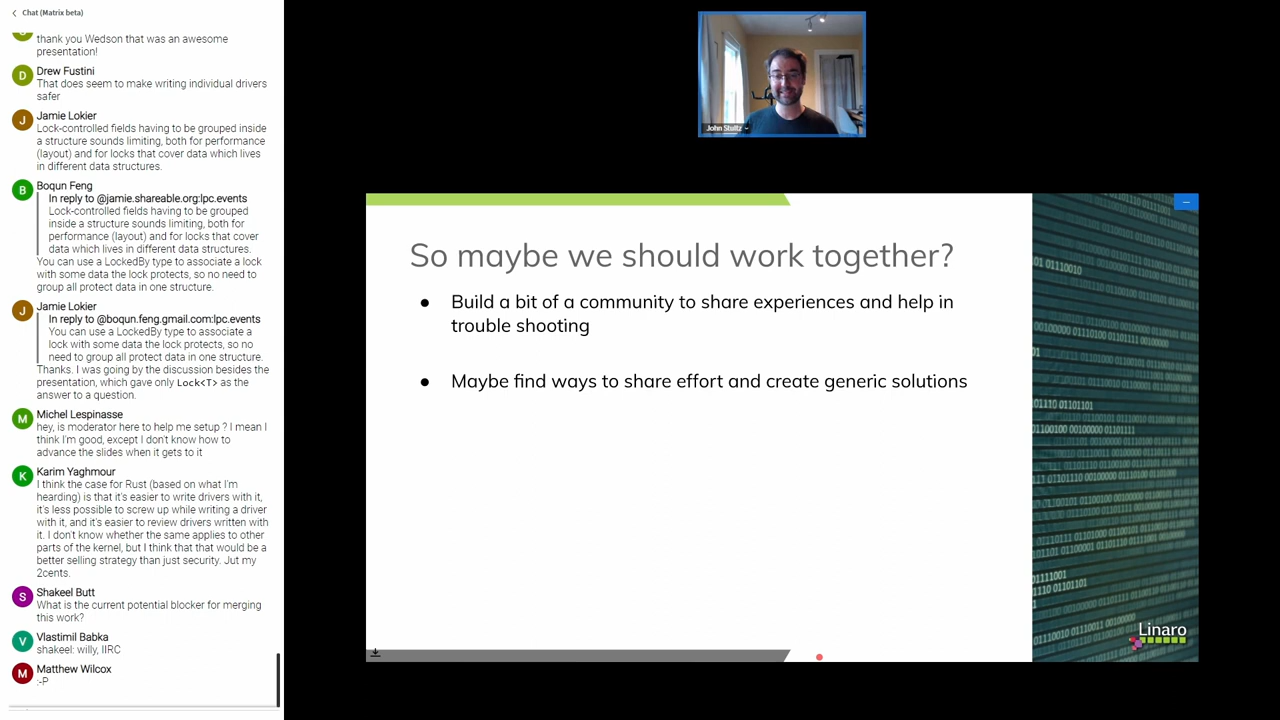 Chat (Matrix beta)
thank you Wedson that was an awesome
presentation!
Drew Fustini
That does seem to make writing individual drivers
safer
Jamie Lokier
Lock-controlled fields having to be grouped inside
a structure sounds limiting, both for performance
(layout) and for locks that cover data which lives
in different data structures.
Boqun Feng
In reply to @jamie.shareable.org:lpc.events
Lock-controlled fields having to be grouped
inside a structure sounds limiting, both for
performance (layout) and for locks that cover
data which lives in different data structures.
You can use a LockedBy type to associate a lock
with some data the lock protects, so no need to
group all protect data in one structure.
Jamie Lokier
In reply to @boqun.feng.gmail.com:lpc.events
You can use a LockedBy type to associate a
lock with some data the lock protects, so no
need to group all protect data in one structure.
Thanks. I was going by the discussion besides the
presentation, which gave only Lock<T> as the
answer to a question.
Michel Lespinasse
hey, is moderator here to help me setup ? I mean I
think I'm good, except I don't know how to
advance the slides when it gets to it
Karim Yaghmour
I think the case for Rust (based on what I'm
hearding) is that it's easier to write drivers with it,
it's less possible to screw up while writing a driver
with it, and it's easier to review drivers written with
it. I don't know whether the same applies to other
parts of the kernel, but I think that that would be a
better selling strategy than just security. Jut my
2cents.
Shakeel Butt
What is the current potential blocker for merging
this work?
Vlastimil Babka
shakeel: willy, IIRC
Matthew Wilcox
:-P
John Stultz
So maybe we should work together?
● Build a bit of a community to share experiences and help in
trouble shooting
● Maybe find ways to share effort and create generic solutions
Linaro